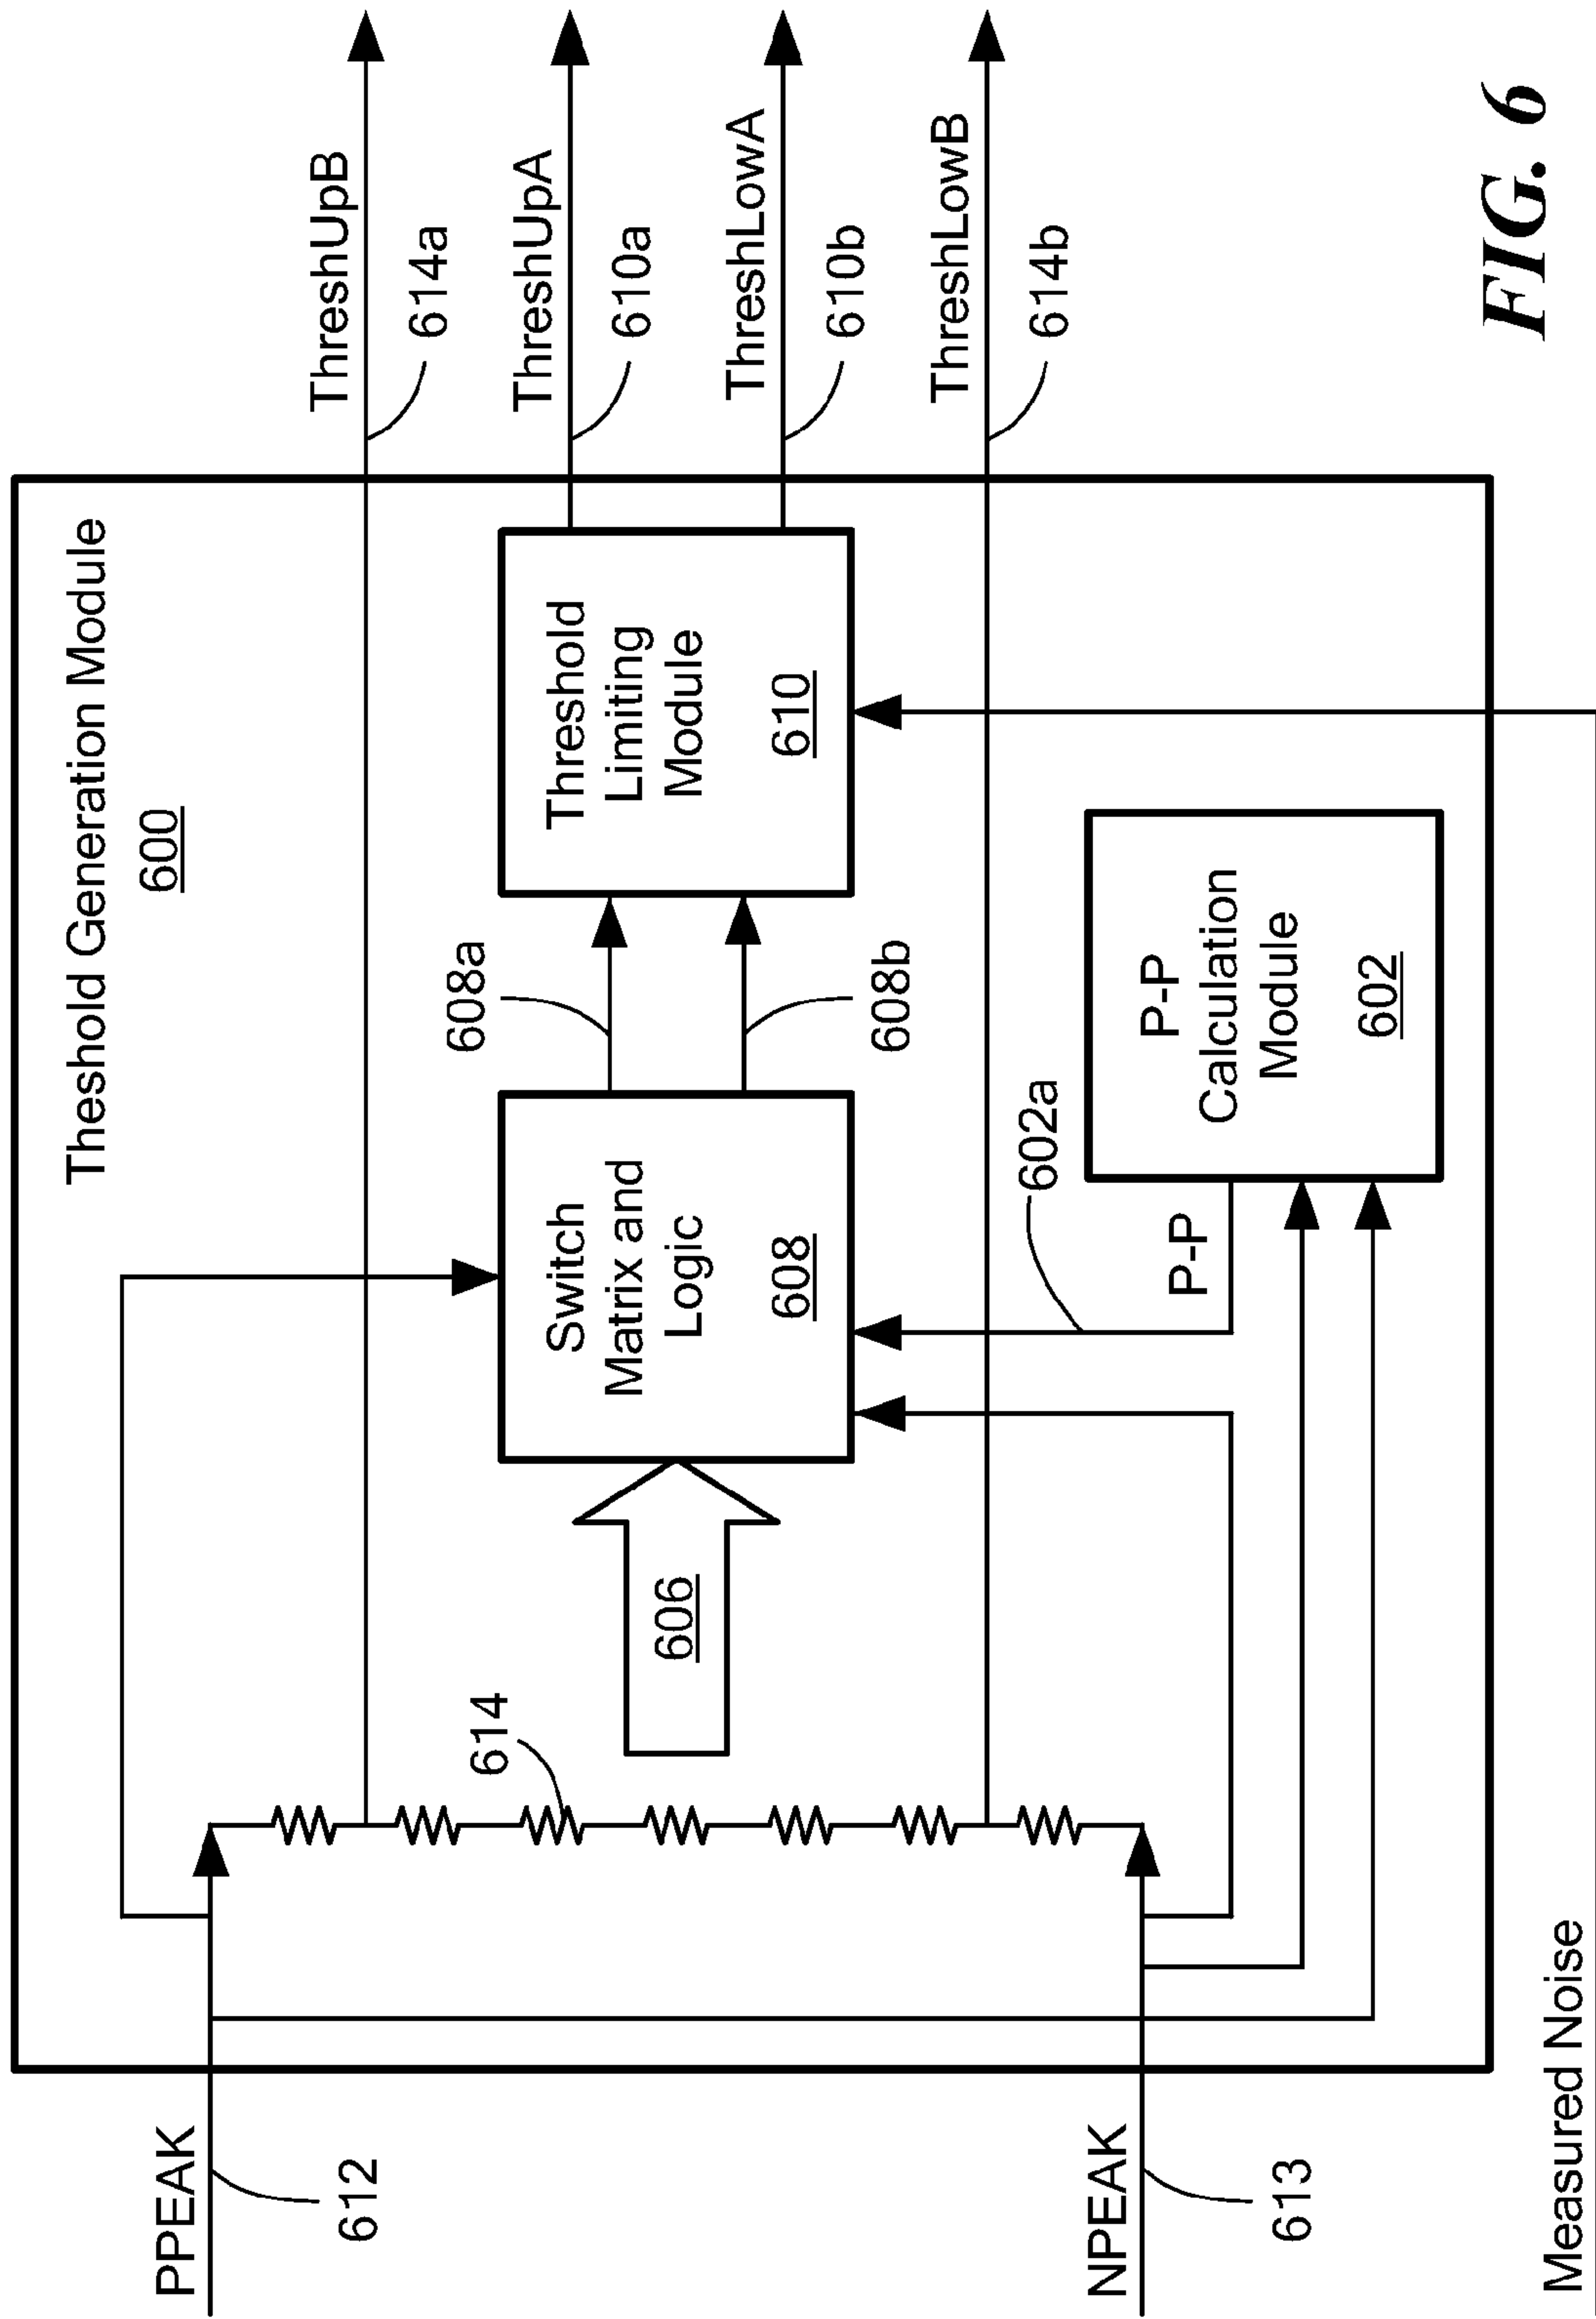 Theshold Generation Module
600
PPEAK
612
NPEAK
613
Measured Noise
614
606
Switch
Matrix and
Logic
608
608a
608b
Threshold
Limiting
Module
610
P-P
602a
P-P
Calculation
Module
602
ThreshUpB
614a
ThreshUpA
610a
ThreshLowA
610b
ThreshLowB
614b
FIG. 6